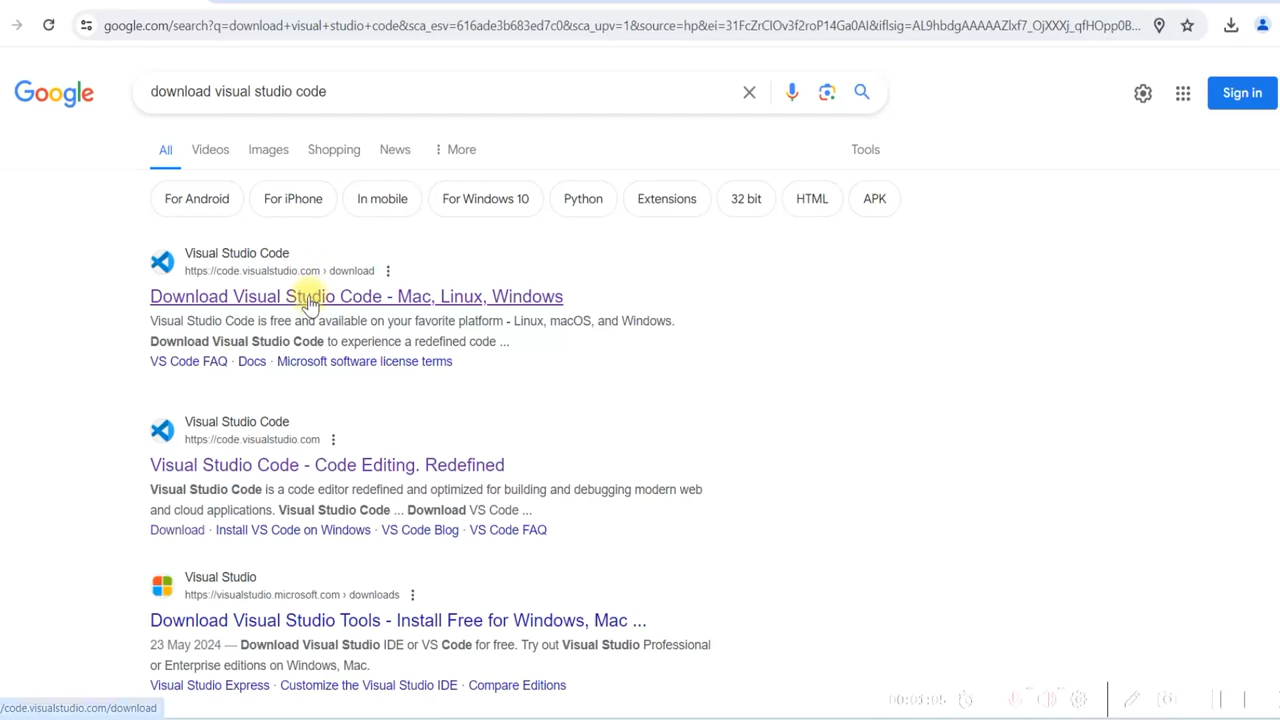 google.com/search?q=download+visual+studio+code&sca_esv=616ade3b683ed7c0&sca_upv=1&source=hp&ei=31FcZrCIOv3f2roP14Ga0AI&iflsig=AL9hbdgAAAAAZlxf7_OjXXXj_qfHOpp0B...
Google
download visual studio code
Sign in
All Videos Images Shopping News More Tools
For Android For iPhone In mobile For Windows 10 Python Extensions 32 bit HTML APK
Visual Studio Code
https://code.visualstudio.com › download
Download Visual Studio Code - Mac, Linux, Windows
Visual Studio Code is free and available on your favorite platform - Linux, macOS, and Windows.
Download Visual Studio Code to experience a redefined code ...
VS Code FAQ · Docs · Microsoft software license terms
Visual Studio Code
https://code.visualstudio.com
Visual Studio Code - Code Editing. Redefined
Visual Studio Code is a code editor redefined and optimized for building and debugging modern web
and cloud applications. Visual Studio Code ... Download VS Code ...
Download · Install VS Code on Windows · VS Code Blog · VS Code FAQ
Visual Studio
https://visualstudio.microsoft.com › downloads
Download Visual Studio Tools - Install Free for Windows, Mac ...
23 May 2024 — Download Visual Studio IDE or VS Code for free. Try out Visual Studio Professional
or Enterprise editions on Windows, Mac.
Visual Studio Express · Customize the Visual Studio IDE · Compare Editions
/code.visualstudio.com/download
00:01:05